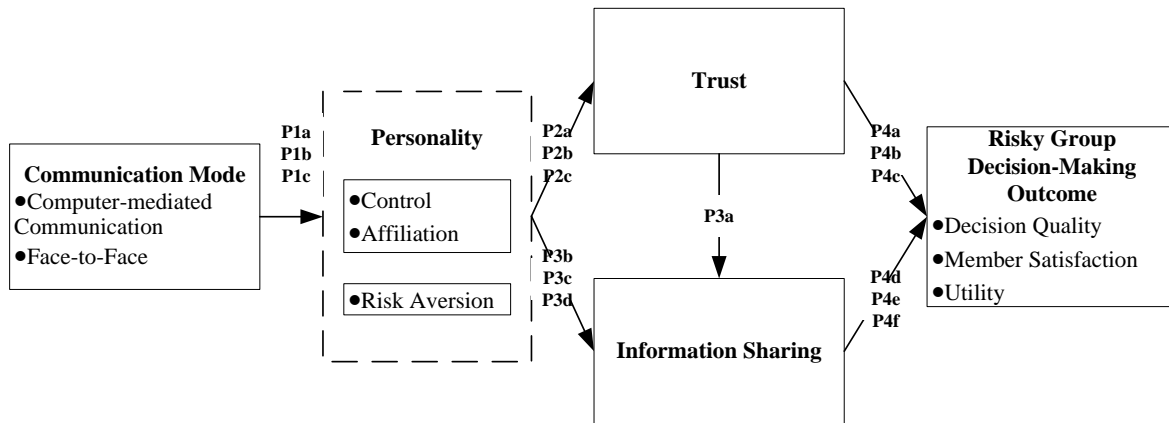 Communication Mode
●Computer-mediated
Communication
●Face-to-Face
P1a
P1b
P1c
Personality
●Control
●Affiliation
●Risk Aversion
P2a
P2b
P2c
P3b
P3c
P3d
Trust
P3a
Information Sharing
P4a
P4b
P4c
P4d
P4e
P4f
Risky Group
Decision-Making
Outcome
●Decision Quality
●Member Satisfaction
●Utility